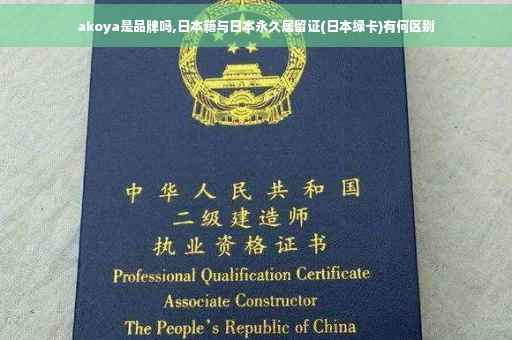 akoya是品牌吗,日本籍与日本永久居留证(日本绿卡)有何区别
中华人民共和国
二级建造师
执业资格证书
Professional Qualification Certificate
Associate Constructor
The People's Republic of China